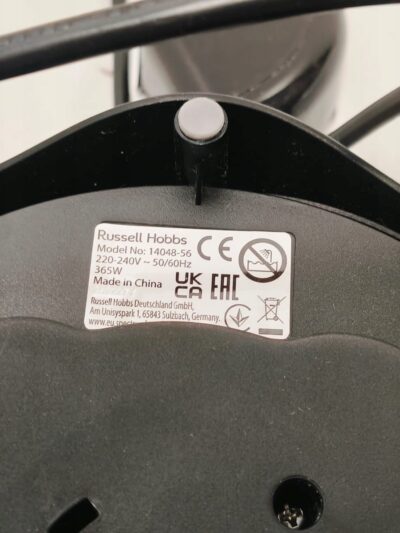 Russell Hobbs
Model No: 14048-56
220-240V ~ 50/60Hz
365W
Made in China
CE
UK
CA
EAC
Russell Hobbs Deutschland GmbH,
Am Unisyspark 1, 65843 Sulzbach, Germany.